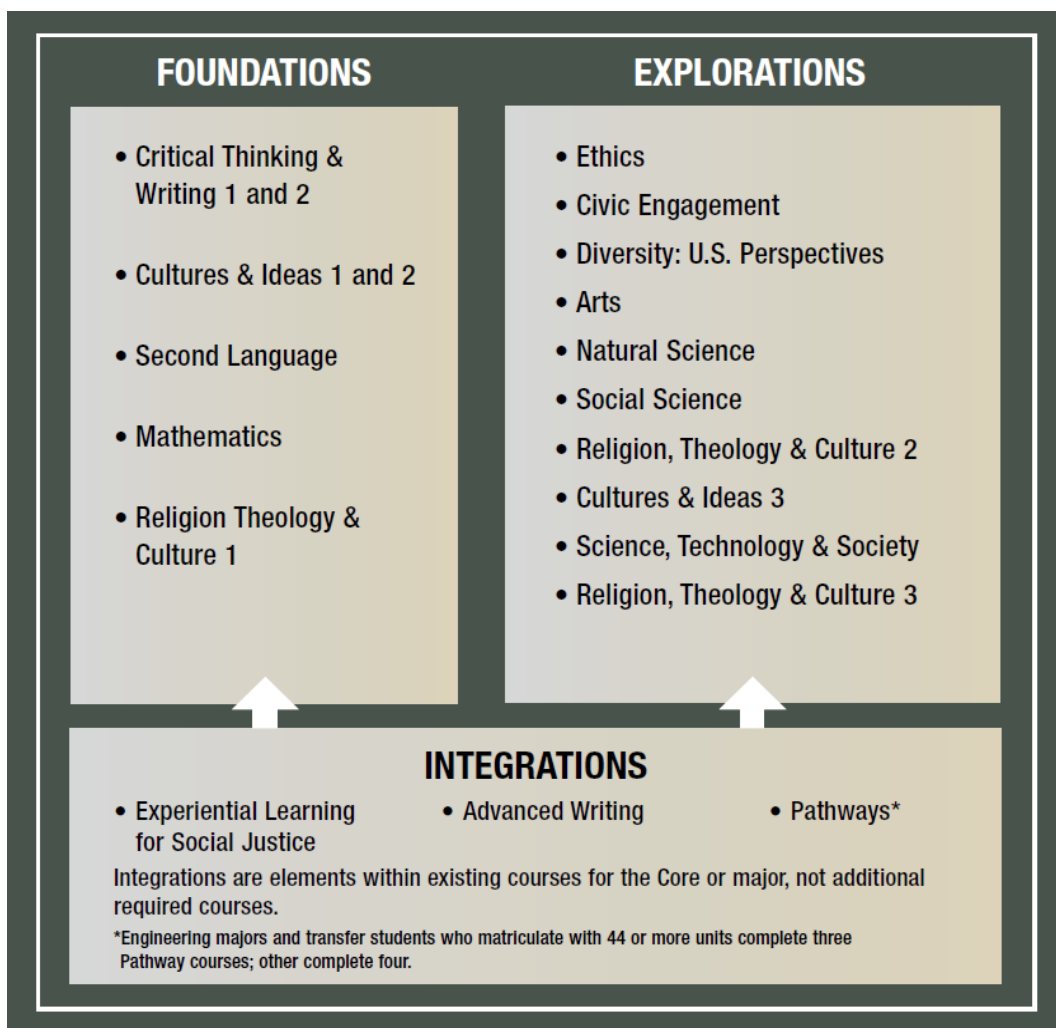 FOUNDATIONS
• Critical Thinking &
Writing 1 and 2
• Cultures & Ideas 1 and 2
• Second Language
• Mathematics
• Religion Theology &
Culture 1
EXPLORATIONS
• Ethics
• Civic Engagement
• Diversity: U.S. Perspectives
• Arts
• Natural Science
• Social Science
• Religion, Theology & Culture 2
• Cultures & Ideas 3
• Science, Technology & Society
• Religion, Theology & Culture 3
INTEGRATIONS
• Experiential Learning
for Social Justice
• Advanced Writing
• Pathways*
Integrations are elements within existing courses for the Core or major, not additional
required courses.
*Engineering majors and transfer students who matriculate with 44 or more units complete three
Pathway courses; other complete four.